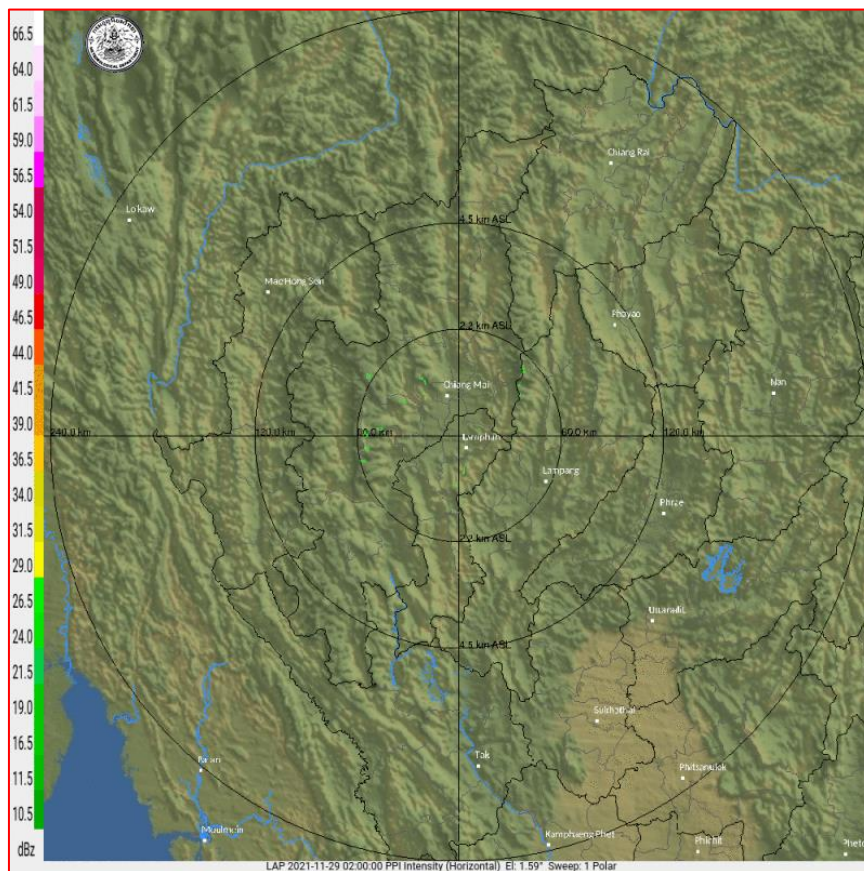 66.5
64.0
61.5
59.0
56.5
54.0
51.5
49.0
46.5
44.0
41.5
39.0
36.5
34.0
31.5
29.0
26.5
24.0
21.5
19.0
16.5
11.5
10.5
dBz
Chiang Rai
Loikaw
4.5 km ASL
Mae Hong Son
Phayao
2.2 km ASL
Chiang Mai
Nan
240.0 km
120.0 km
60.0 km
60.0 km
120.0 km
Lamphun
Lampang
Phrae
2.2 km ASL
Uttaradit
4.5 km ASL
Sukhothai
Tak
Phitsanulok
Moulmein
Kamphaeng Phet
Phichit
LAP 2021-11-29 02:00:00 PPI Intensity (Horizontal) El: 1.59° Sweep: 1 Polar